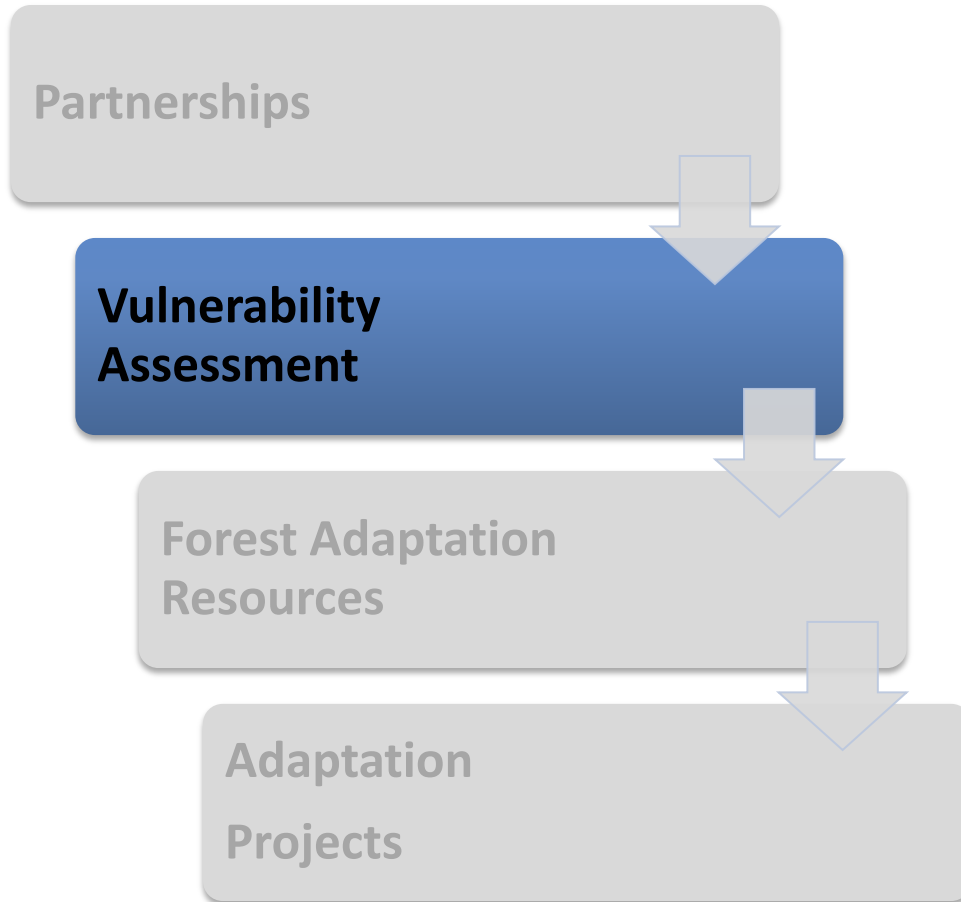 Partnerships
Vulnerability
Assessment
Forest Adaptation
Resources
Adaptation
Projects